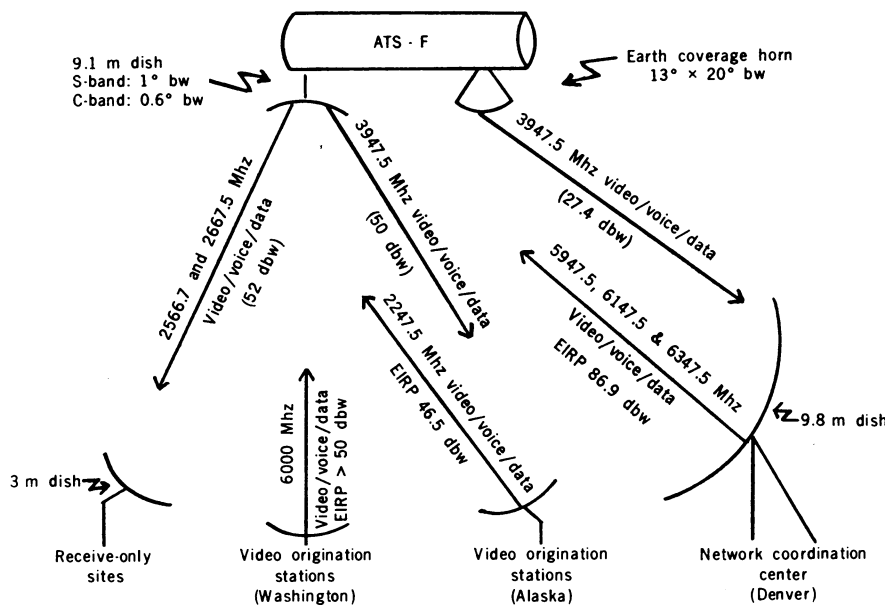 ATS - F
9.1 m dish
S-band: 1° bw
C-band: 0.6° bw
Earth coverage horn
13° × 20° bw
2566.7 and 2667.5 Mhz
Video/voice/data
(52 dbw)
3947.5 Mhz video/voice/data
(50 dbw)
3947.5 Mhz video/voice/data
(27.4 dbw)
6000 Mhz
Video/voice/data
EIRP > 50 dbw
2247.5 Mhz video/voice/data
EIRP 46.5 dbw
5947.5, 6147.5 & 6347.5 Mhz
Video/voice/data
EIRP 86.9 dbw
9.8 m dish
3 m dish
Receive-only
sites
Video origination
stations
(Washington)
Video origination
stations
(Alaska)
Network coordination
center
(Denver)